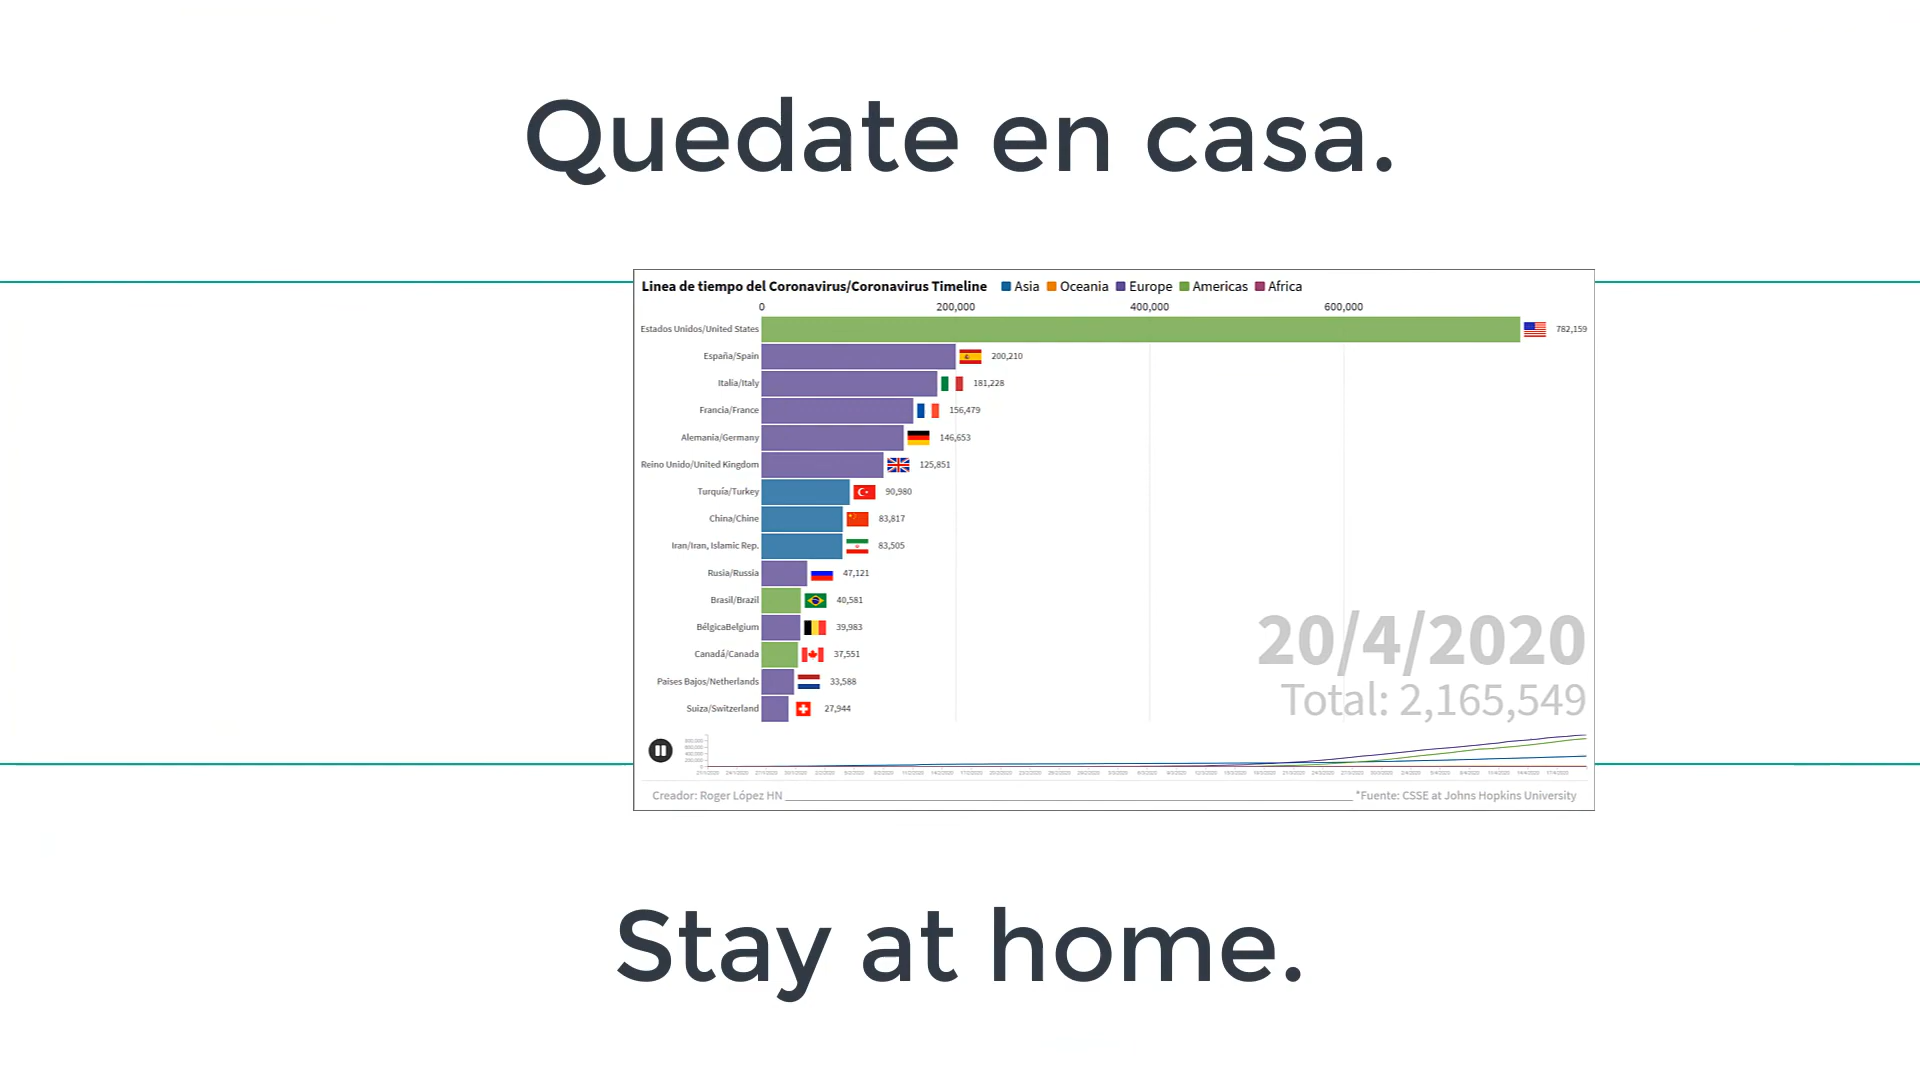 Quedate en casa.
Linea de tiempo del Coronavirus/Coronavirus Timeline Asia Oceania Europe Americas Africa
0 200,000 400,000 600,000
Estados Unidos/United States 782,159
España/Spain 200,210
Italia/Italy 181,228
Francia/France 156,479
Alemania/Germany 146,653
Reino Unido/United Kingdom 125,851
Turquía/Turkey 90,980
China/Chine 83,817
Iran/Iran, Islamic Rep. 83,505
Rusia/Russia 47,121
Brasil/Brazil 40,581
BélgicaBelgium 39,983
Canadá/Canada 37,551
Paises Bajos/Netherlands 33,588
Suiza/Switzerland 27,944
20/4/2020
Total: 2,165,549
Creador: Roger López HN *Fuente: CSSE at Johns Hopkins University
Stay at home.